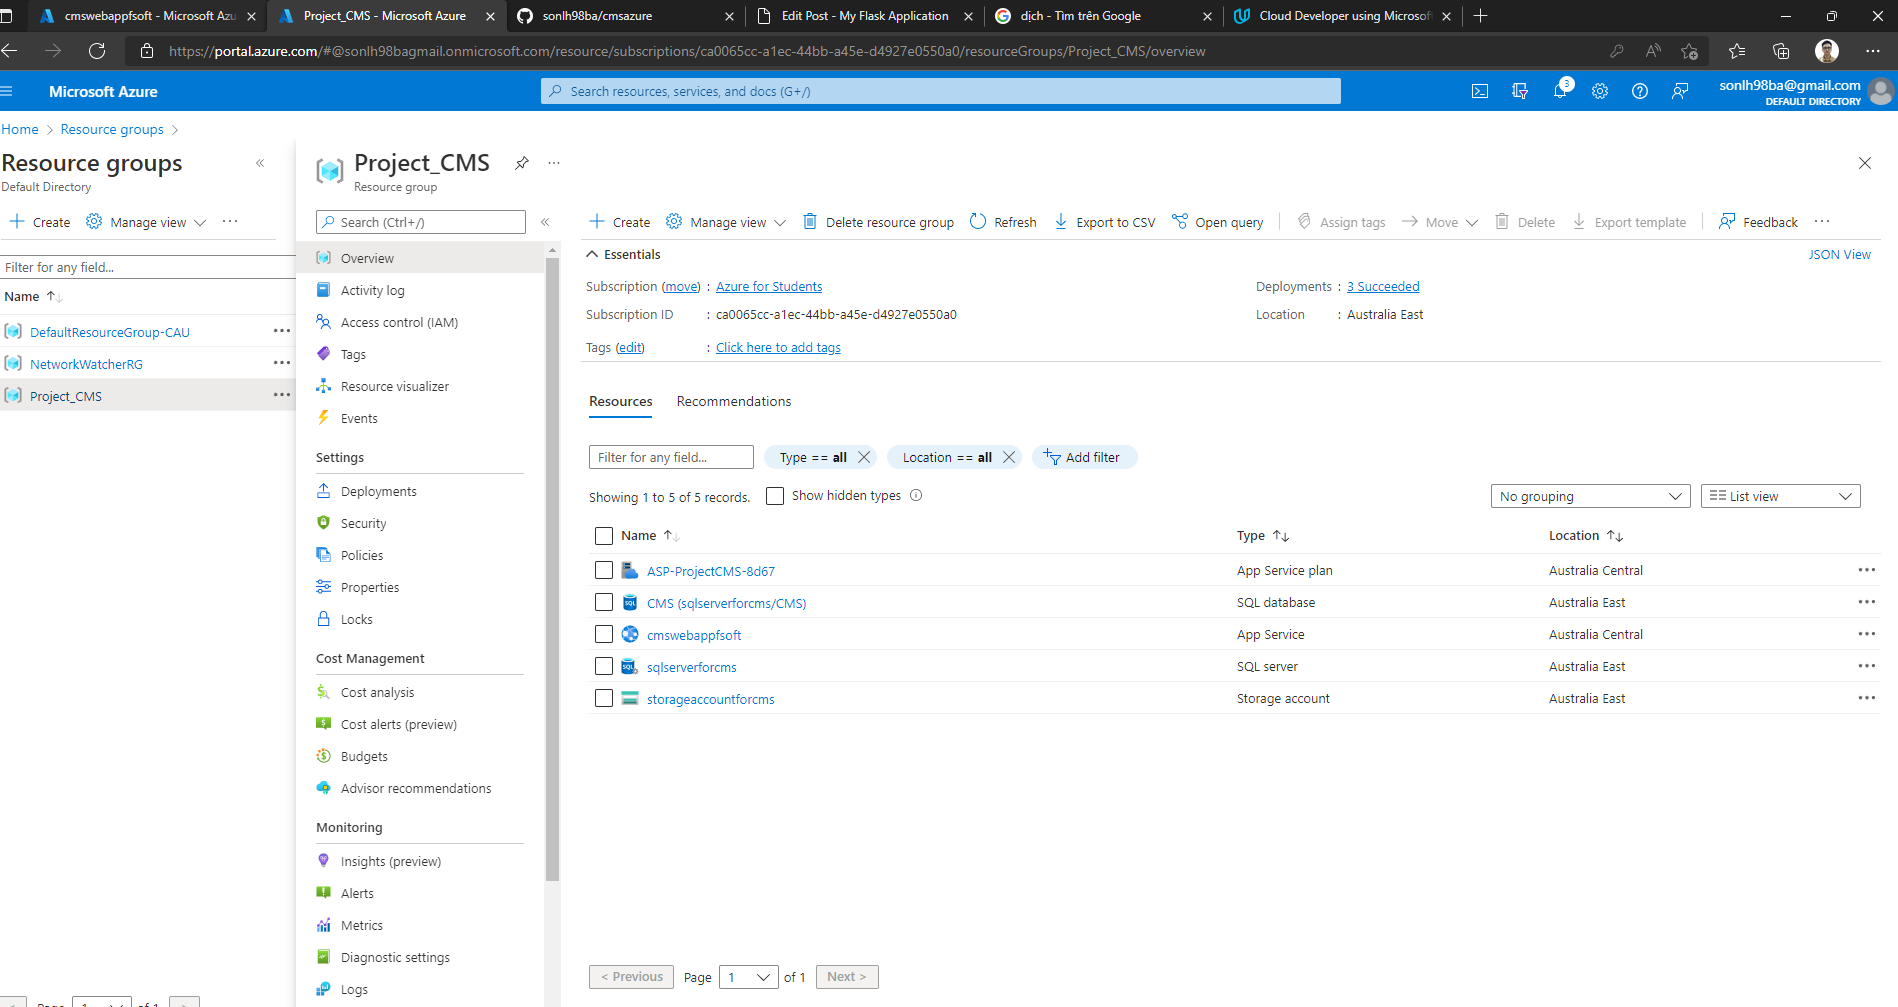 cmswebappfsoft - Microsoft Azu
Project_CMS - Microsoft Azure
sonlh98ba/cmsazure
Edit Post - My Flask Application
dịch - Tìm trên Google
Cloud Developer using Microsof
https://portal.azure.com/#@sonlh98bagmail.onmicrosoft.com/resource/subscriptions/ca0065cc-a1ec-44bb-a45e-d4927e0550a0/resourceGroups/Project_CMS/overview
Microsoft Azure
Search resources, services, and docs (G+/)
3
sonlh98ba@gmail.com
DEFAULT DIRECTORY
Home > Resource groups >
Resource groups
Default Directory
Create
Manage view
Filter for any field...
Name
DefaultResourceGroup-CAU
NetworkWatcherRG
Project_CMS
Page 1 of 1
Project_CMS
Resource group
Search (Ctrl+/)
Overview
Activity log
Access control (IAM)
Tags
Resource visualizer
Events
Settings
Deployments
Security
Policies
Properties
Locks
Cost Management
Cost analysis
Cost alerts (preview)
Budgets
Advisor recommendations
Monitoring
Insights (preview)
Alerts
Metrics
Diagnostic settings
Logs
Create Manage view Delete resource group Refresh Export to CSV Open query Assign tags Move Delete Export template Feedback
Essentials
JSON View
Subscription (move) : Azure for Students
Deployments : 3 Succeeded
Subscription ID : ca0065cc-a1ec-44bb-a45e-d4927e0550a0
Location : Australia East
Tags (edit) : Click here to add tags
Resources Recommendations
Filter for any field... Type == all Location == all Add filter
Showing 1 to 5 of 5 records. Show hidden types
No grouping List view
Name Type Location
ASP-ProjectCMS-8d67 App Service plan Australia Central
CMS (sqlserverforcms/CMS) SQL database Australia East
cmswebappfsoft App Service Australia Central
sqlserverforcms SQL server Australia East
storageaccountforcms Storage account Australia East
< Previous Page 1 of 1 Next >